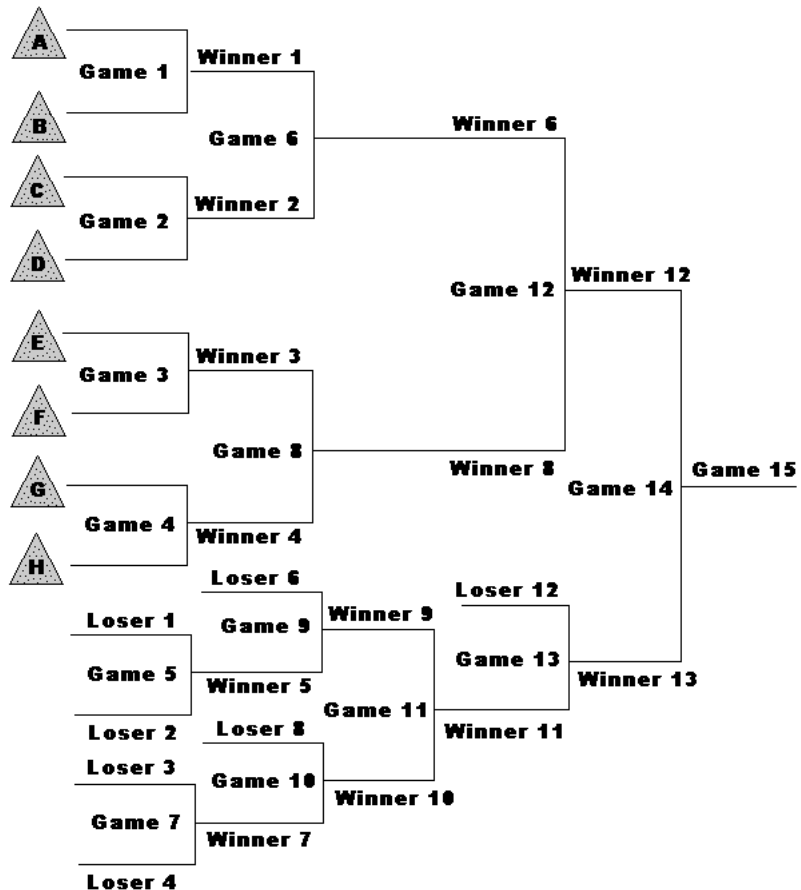 A
Game 1
Winner 1
B
Game 6
Winner 6
C
Game 2
Winner 2
D
Game 12
Winner 12
E
Game 3
Winner 3
F
Game 8
Winner 8
G
Game 4
Winner 4
H
Game 14
Game 15
Loser 6
Loser 1
Game 9
Winner 9
Loser 12
Game 5
Winner 5
Game 13
Winner 13
Loser 2
Loser 8
Game 11
Winner 11
Loser 3
Game 10
Winner 10
Game 7
Winner 7
Loser 4